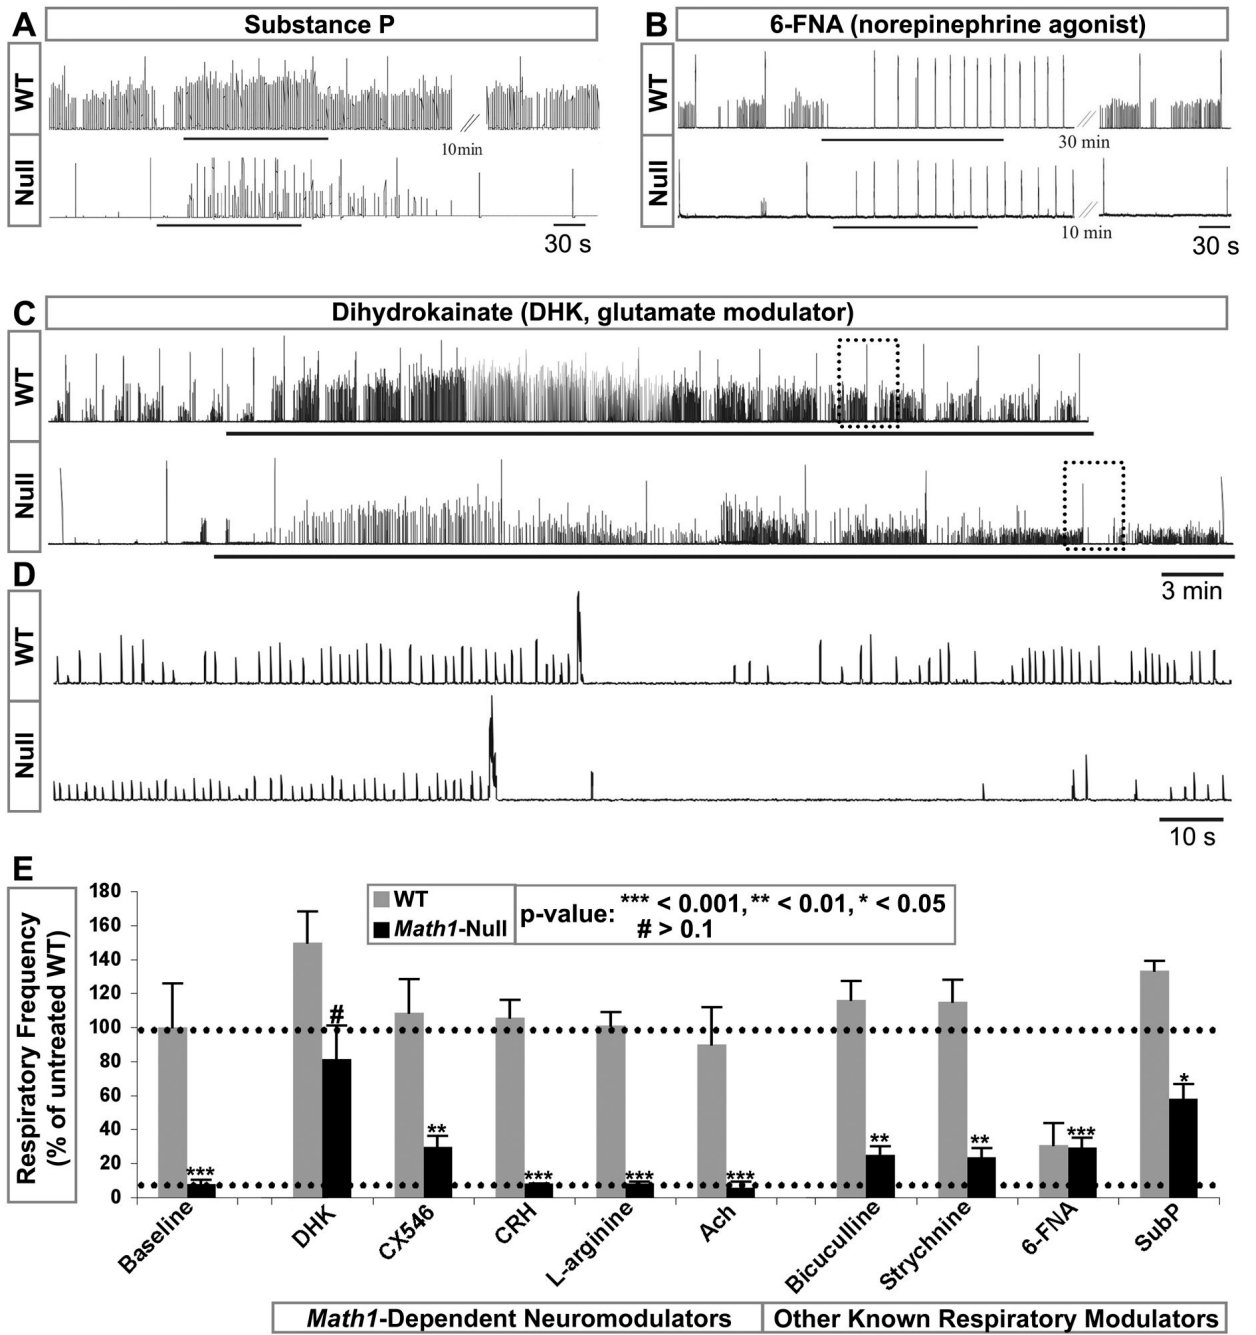 A
Substance P
WT
10min
Null
30 s
B
6-FNA (norepinephrine agonist)
WT
30 min
Null
10 min
30 s
C
Dihydrokainate (DHK, glutamate modulator)
WT
Null
3 min
D
WT
Null
10 s
E
Respiratory Frequency
(% of untreated WT)
180
160
140
120
100
80
60
40
20
0
WT
Math1-Null
p-value: *** < 0.001, ** < 0.01, * < 0.05
# > 0.1
***
#
**
***
***
***
**
**
***
*
Baseline
DHK
CX546
CRH
L-arginine
Ach
Bicuculline
Strychnine
6-FNA
SubP
Math1-Dependent Neuromodulators
Other Known Respiratory Modulators